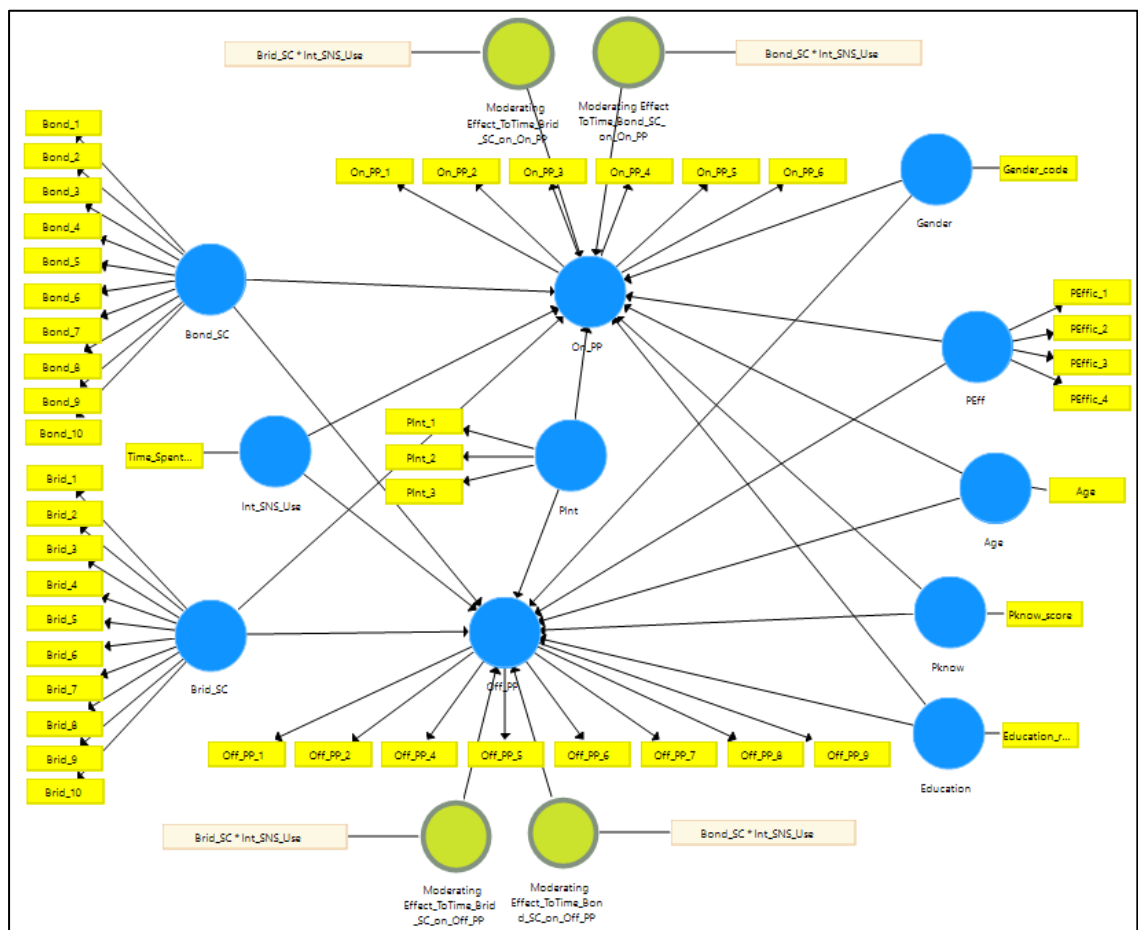 Brid_SC * Int_SNS_Use
Bond_SC * Int_SNS_Use
Moderating
Effect_ToTime_Brid
_SC_on_On_PP
Moderating Effect
ToTime_Bond_SC_
on_On_PP
Bond_1
Bond_2
Bond_3
Bond_4
Bond_5
Bond_6
Bond_7
Bond_8
Bond_9
Bond_10
Bond_SC
On_PP_1
On_PP_2
On_PP_3
On_PP_4
On_PP_5
On_PP_6
On_PP
Gender_code
Gender
PEffic_1
PEffic_2
PEffic_3
PEffic_4
PEff
Time_Spent...
Int_SNS_Use
PInt_1
PInt_2
PInt_3
PInt
Age
Age
Brid_1
Brid_2
Brid_3
Brid_4
Brid_5
Brid_6
Brid_7
Brid_8
Brid_9
Brid_10
Brid_SC
Pknow_score
Pknow
Off_PP
Education_r...
Education
Off_PP_1
Off_PP_2
Off_PP_4
Off_PP_5
Off_PP_6
Off_PP_7
Off_PP_8
Off_PP_9
Brid_SC * Int_SNS_Use
Bond_SC * Int_SNS_Use
Moderating
Effect_ToTime_Brid
_SC_on_Off_PP
Moderating
Effect_ToTime_Bon
d_SC_on_Off_PP